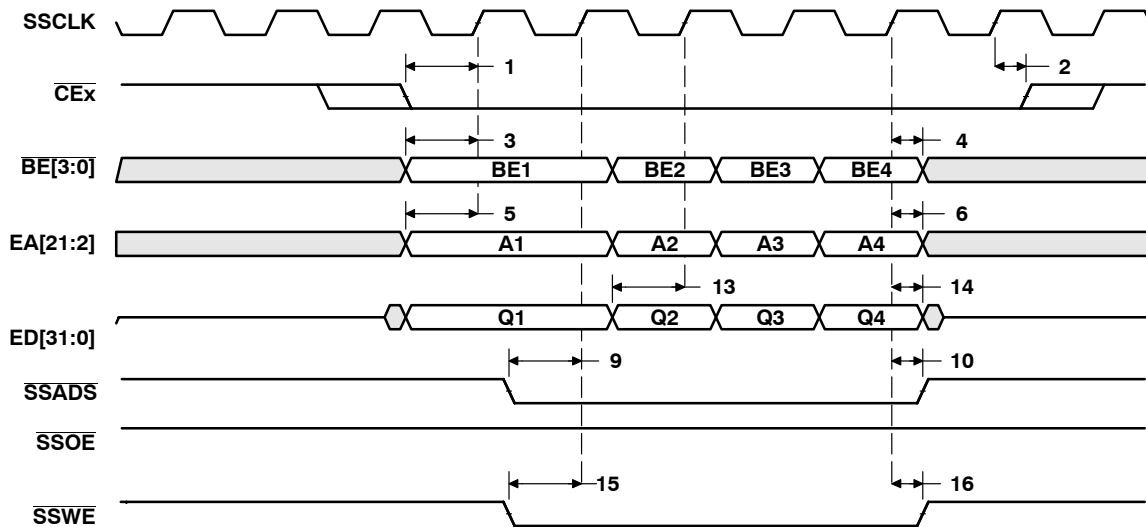 SSCLK
1 2
CEx
3 4
BE[3:0] BE1 BE2 BE3 BE4
5 6
EA[21:2] A1 A2 A3 A4
13 14
ED[31:0] Q1 Q2 Q3 Q4
9 10
SSADS
SSOE
15 16
SSWE